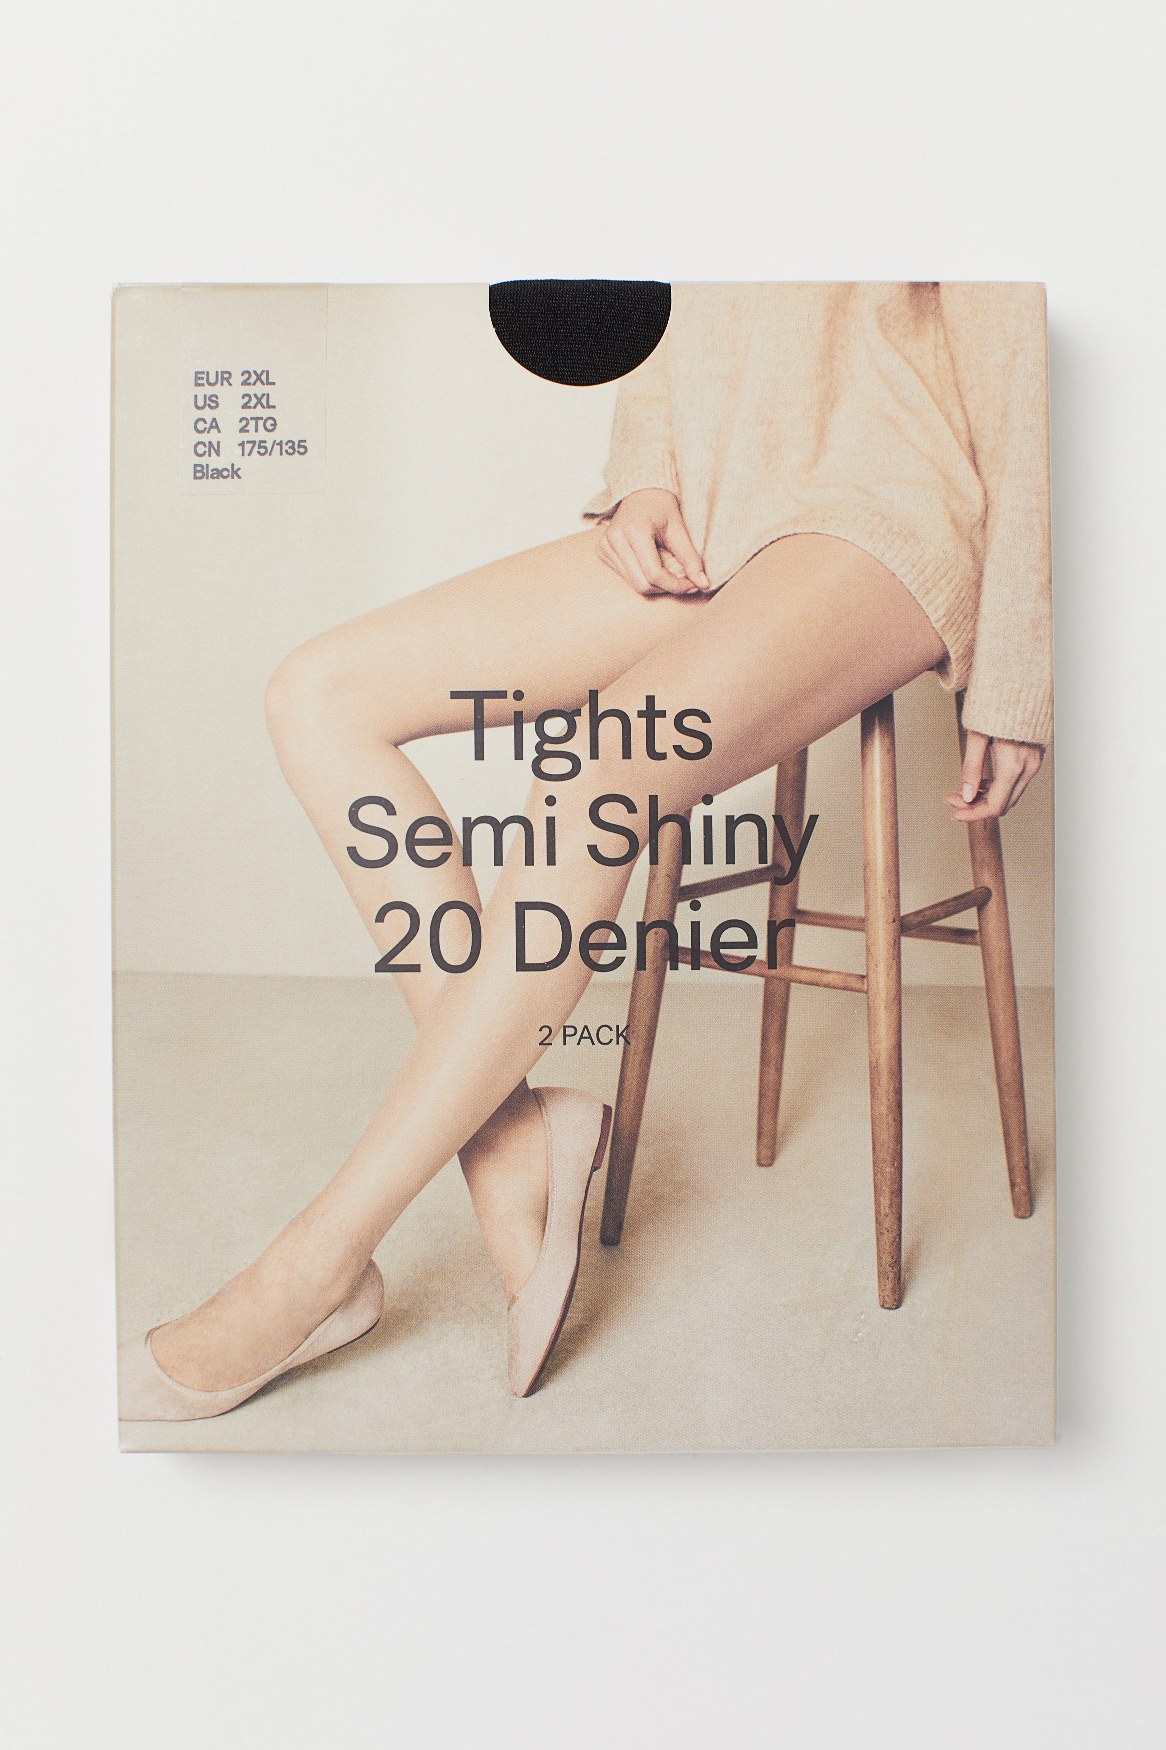 EUR 2XL
US 2XL
CA 2TG
CN 175/135
Black
Tights
Semi Shiny
20 Denier
2 PACK